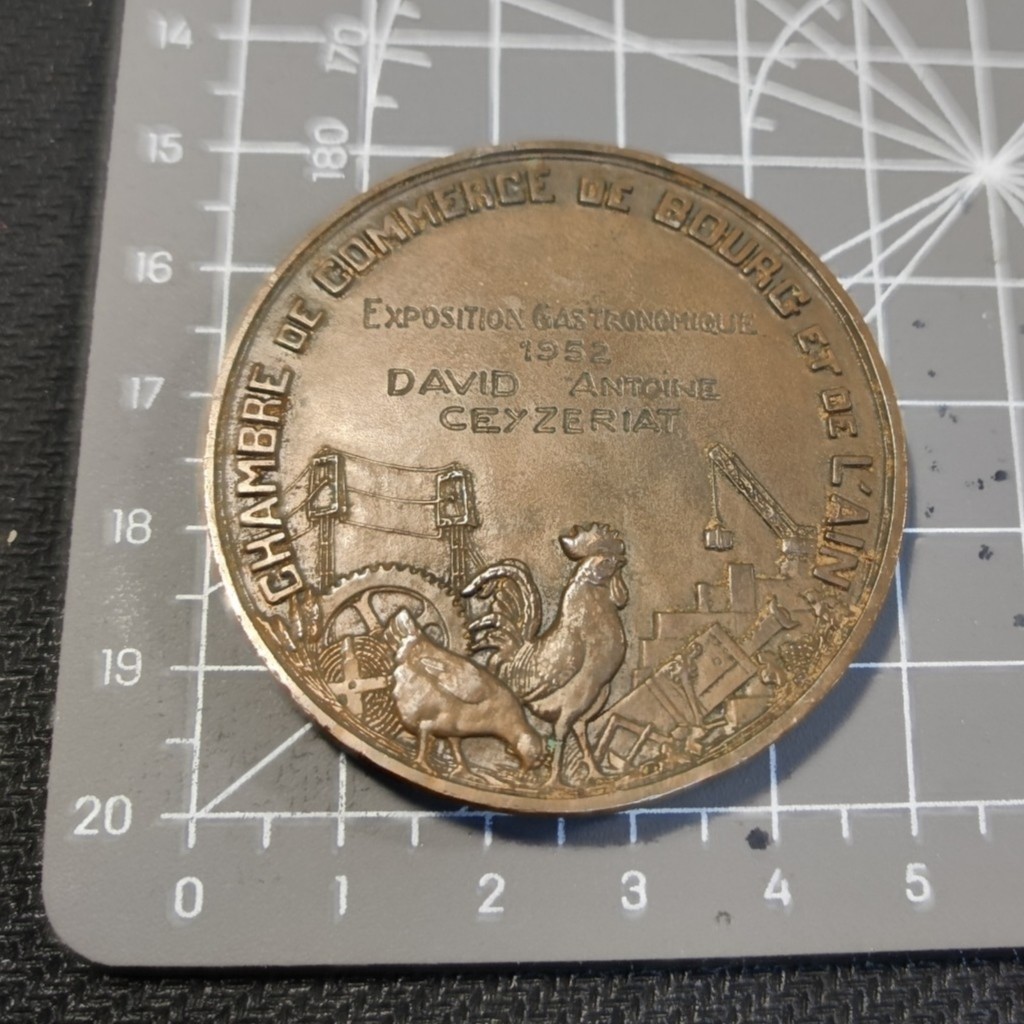 CHAMBRE DE COMMERCE DE BOURG ET DE L'AIN
EXPOSITION GASTRONOMIQUE
1952
DAVID ANTOINE
CEYZERIAT
14
15
16
17
18
19
20
170
180
0 1 2 3 4 5